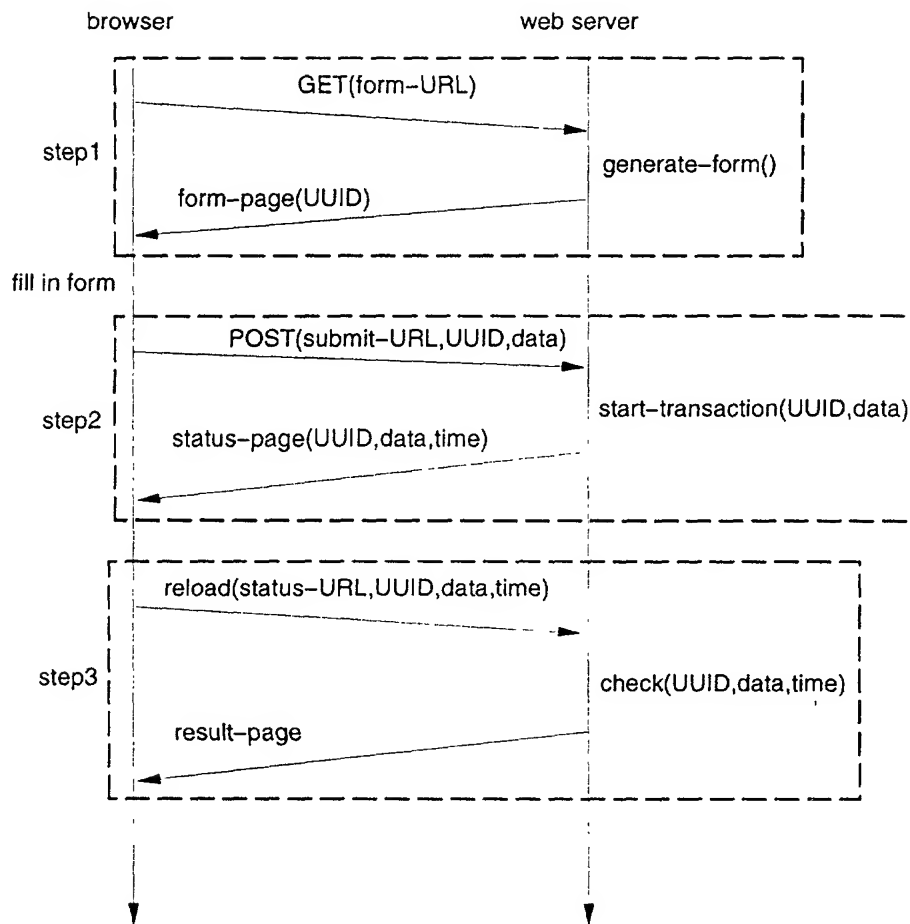 browser
web server
GET(form-URL)
step1
generate-form()
form-page(UUID)
fill in form
POST(submit-URL,UUID,data)
start-transaction(UUID,data)
step2
status-page(UUID,data,time)
reload(status-URL,UUID,data,time)
step3
check(UUID,data,time)
result-page